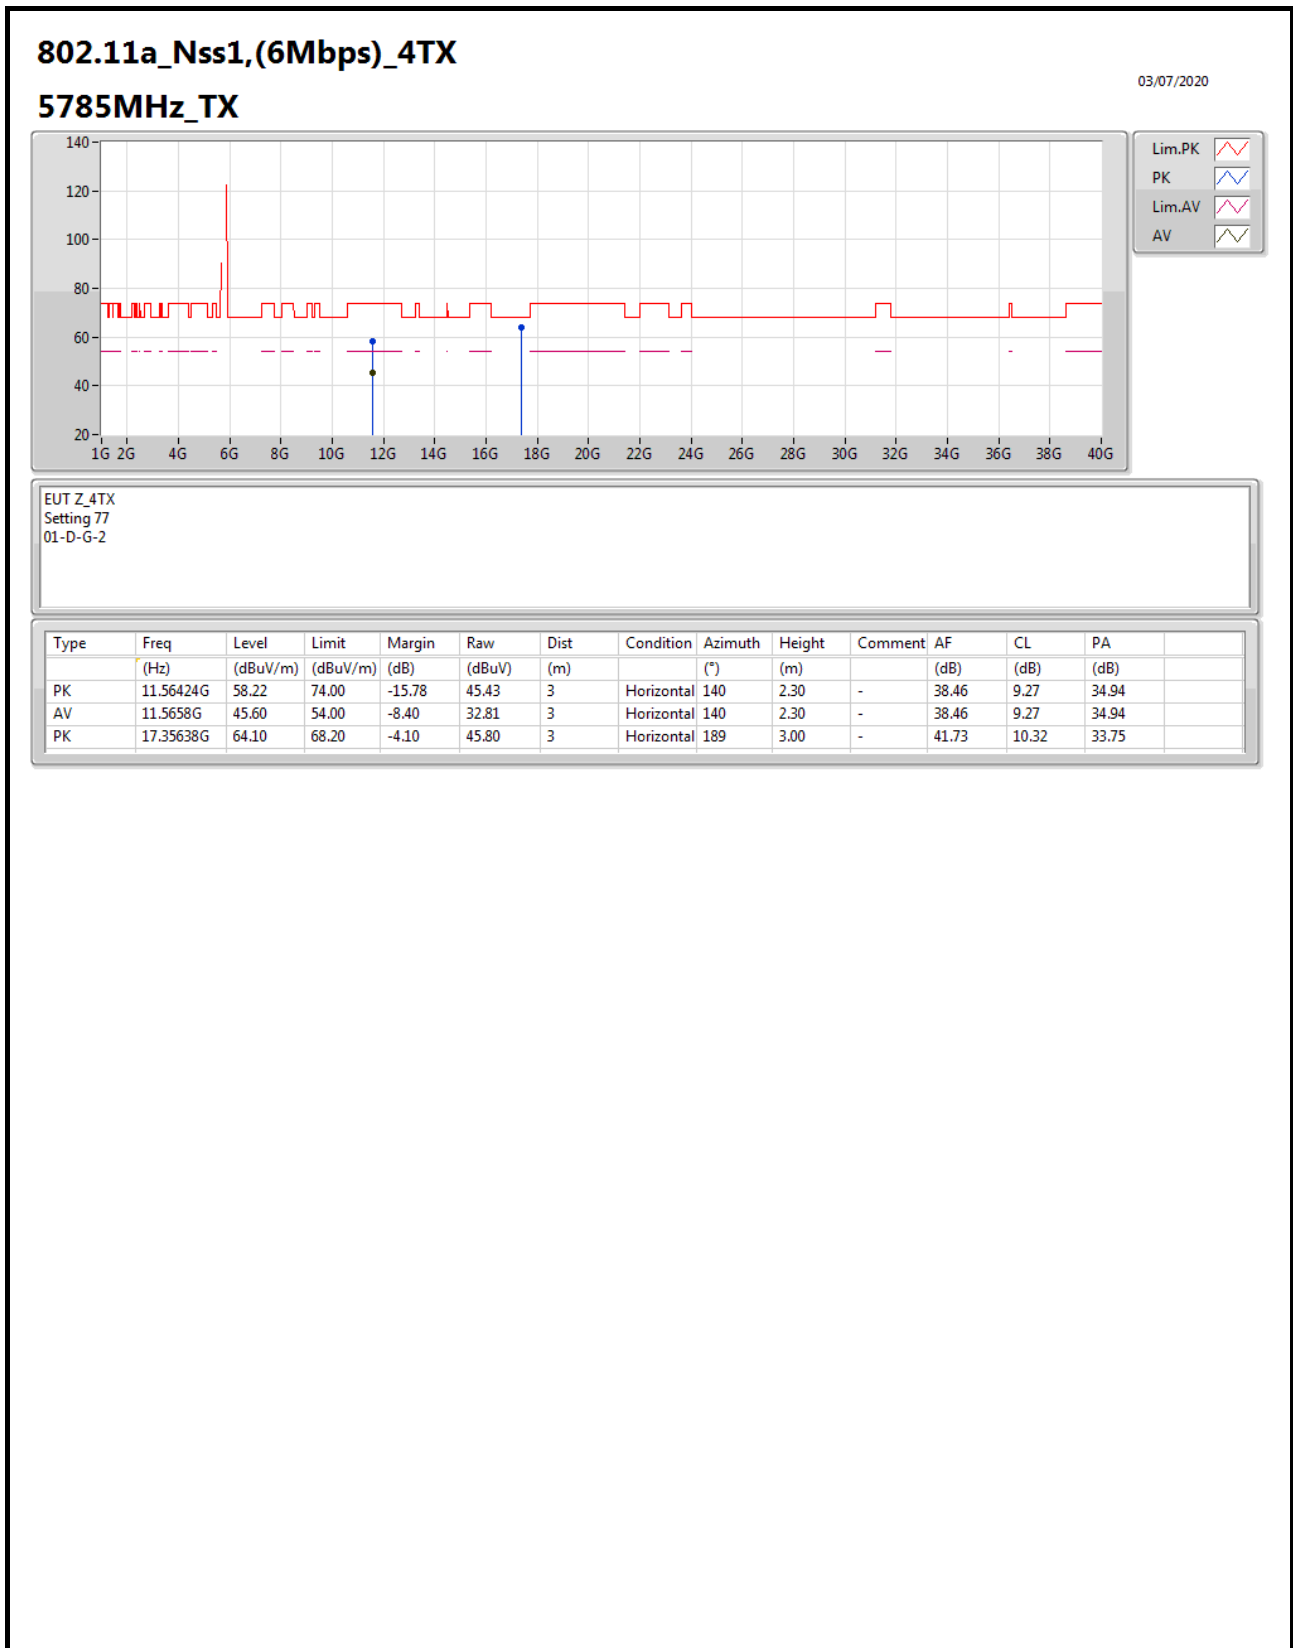 802.11a_Nss1,(6Mbps)_4TX
03/07/2020
5785MHz_TX
140
120
100
80
60
40
20
1G 2G 4G 6G 8G 10G 12G 14G 16G 18G 20G 22G 24G 26G 28G 30G 32G 34G 36G 38G 40G
Lim.PK
PK
Lim.AV
AV
EUT Z_4TX
Setting 77
01-D-G-2
Type Freq Level Limit Margin Raw Dist Condition Azimuth Height Comment AF CL PA
(Hz) (dBuV/m) (dBuV/m) (dB) (dBuV) (m) (°) (m) (dB) (dB) (dB)
PK 11.56424G 58.22 74.00 -15.78 45.43 3 Horizontal 140 2.30 - 38.46 9.27 34.94
AV 11.5658G 45.60 54.00 -8.40 32.81 3 Horizontal 140 2.30 - 38.46 9.27 34.94
PK 17.35638G 64.10 68.20 -4.10 45.80 3 Horizontal 189 3.00 - 41.73 10.32 33.75